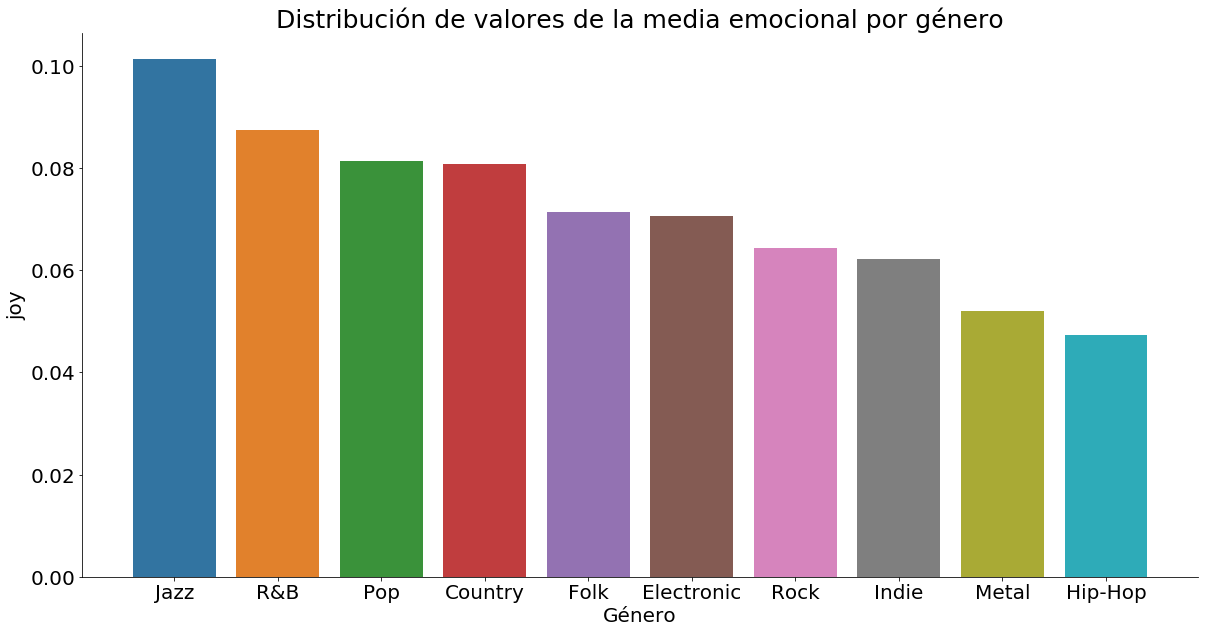 Distribución de valores de la media emocional por género
joy
0.10
0.08
0.06
0.04
0.02
0.00
Jazz R&B Pop Country Folk Electronic Rock Indie Metal Hip-Hop
Género